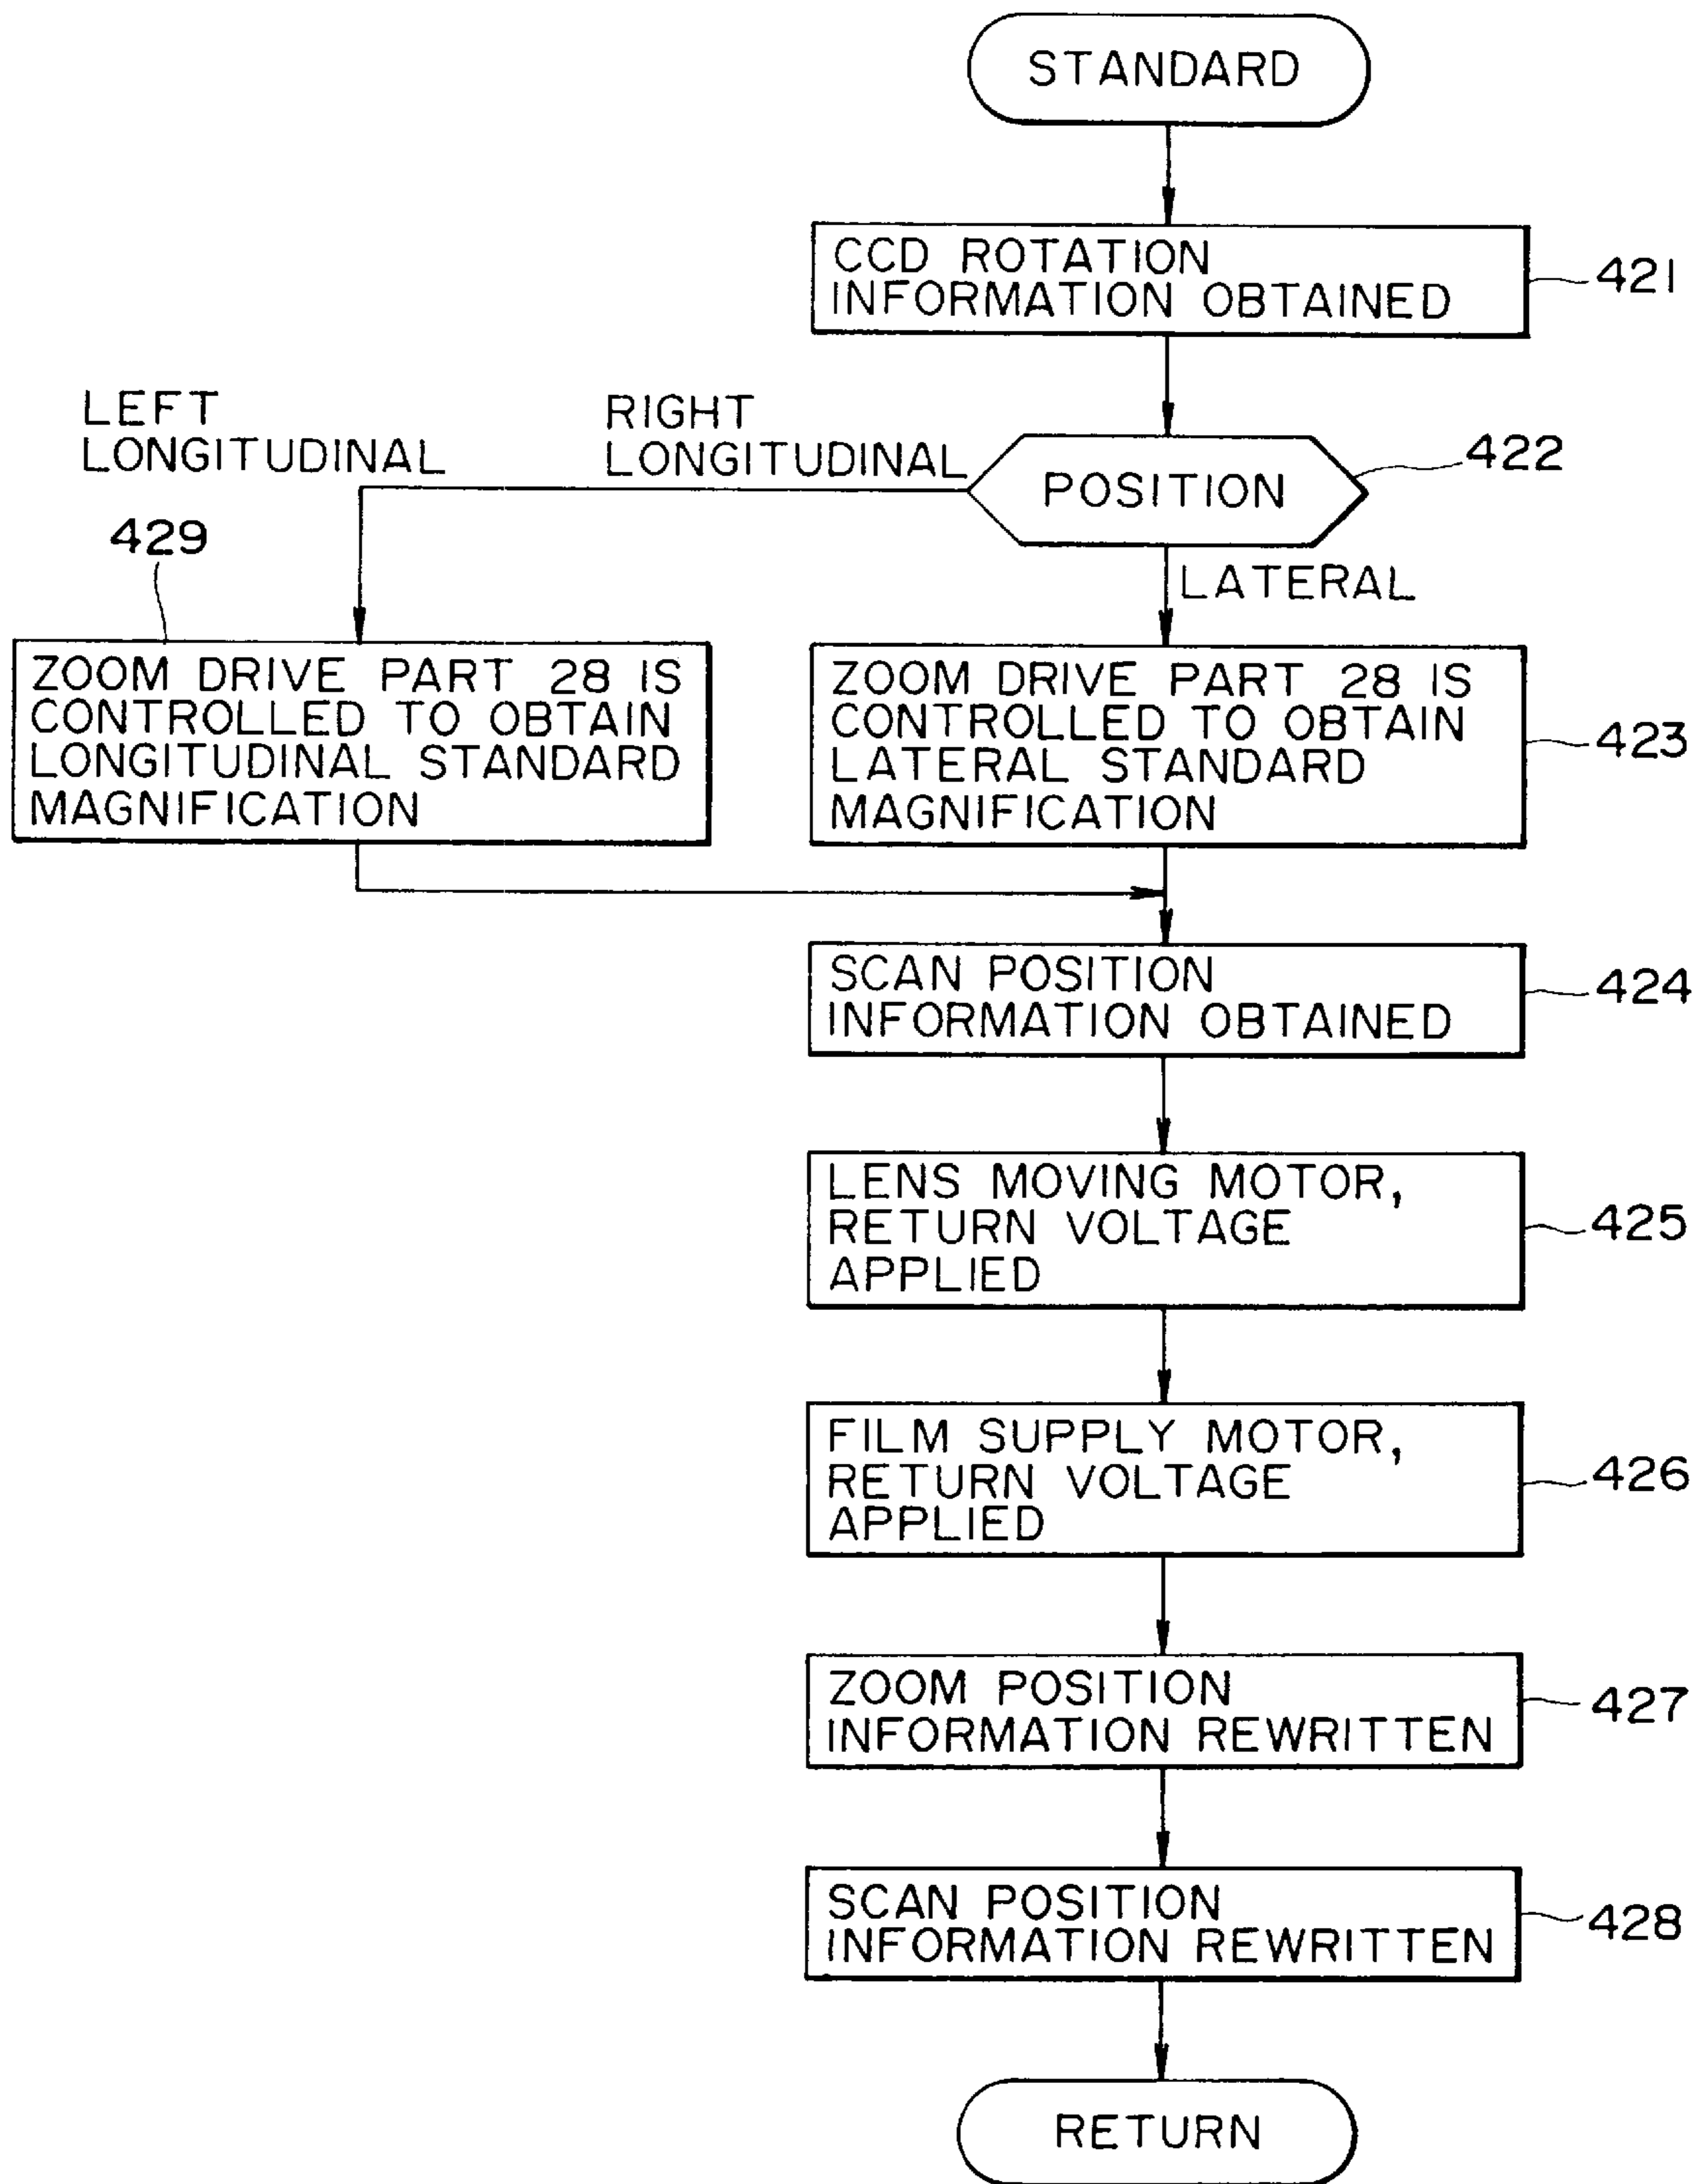 STANDARD
CCD ROTATION
INFORMATION OBTAINED
421
LEFT
LONGITUDINAL
RIGHT
LONGITUDINAL
POSITION
422
LATERAL
429
ZOOM DRIVE PART 28 IS
CONTROLLED TO OBTAIN
LONGITUDINAL STANDARD
MAGNIFICATION
ZOOM DRIVE PART 28 IS
CONTROLLED TO OBTAIN
LATERAL STANDARD
MAGNIFICATION
423
SCAN POSITION
INFORMATION OBTAINED
424
LENS MOVING MOTOR,
RETURN VOLTAGE
APPLIED
425
FILM SUPPLY MOTOR,
RETURN VOLTAGE
APPLIED
426
ZOOM POSITION
INFORMATION REWRITTEN
427
SCAN POSITION
INFORMATION REWRITTEN
428
RETURN